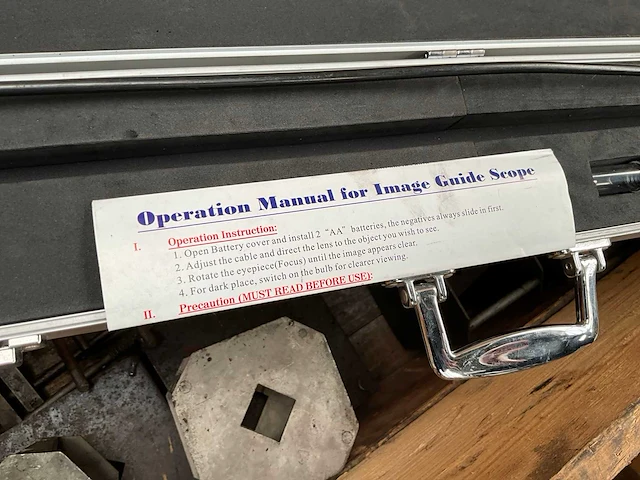 Operation Manual for Image Guide Scope
I. Operation Instruction:
1. Open Battery cover and install 2 "AA" batteries, the negatives always slide in first.
2. Adjust the cable and direct the lens to the object you wish to see.
3. Rotate the eyepiece(Focus) until the image appears clear.
4. For dark place, switch on the bulb for clearer viewing.
II. Precaution (MUST READ BEFORE USE):